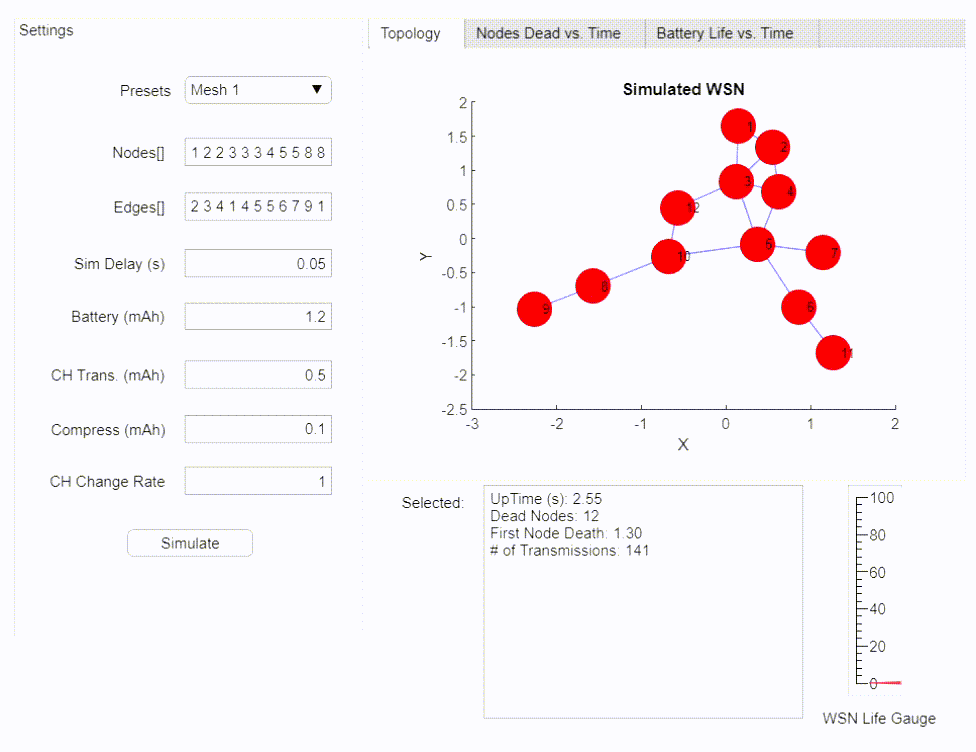 Settings
Presets Mesh 1
Nodes[] 1 2 2 3 3 3 4 5 5 8 8
Edges[] 2 3 4 1 4 5 5 6 7 9 1
Sim Delay (s) 0.05
Battery (mAh) 1.2
CH Trans. (mAh) 0.5
Compress (mAh) 0.1
CH Change Rate 1
Simulate
Topology Nodes Dead vs. Time Battery Life vs. Time
Simulated WSN
2
1.5
1
0.5
0
-0.5
-1
-1.5
-2
-2.5
Y
-3 -2 -1 0 1 2
X
1
2
3
4
12
10
7
9
11
Selected:
UpTime (s): 2.55
Dead Nodes: 12
First Node Death: 1.30
# of Transmissions: 141
100
80
60
40
20
0
WSN Life Gauge